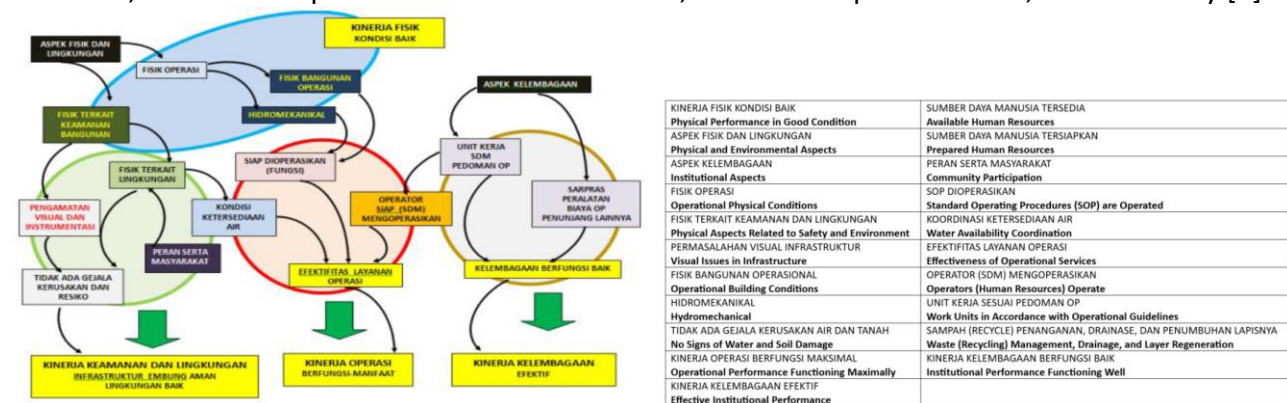 KINERJA FISIK
KONDISI BAIK
ASPEK FISIK DAN
LINGKUNGAN
FISIK OPERASI
FISIK BANGUNAN
OPERASI
HIDROMEKANIKAL
FISIK TERKAIT
KEAMANAN
BANGUNAN
FISIK TERKAIT
LINGKUNGAN
PENGAMATAN
VISUAL DAN
INSTRUMENTASI
PERAN SERTA
MASYARAKAT
TIDAK ADA GEJALA
KERUSAKAN DAN
RESIKO
KINERJA KEAMANAN DAN LINGKUNGAN
INFRASTRUKTUR EMBUNG AMAN
LINGKUNGAN BAIK
SIAP DIOPERASIKAN
(FUNGSI)
KONDISI
KETERSEDIAAN
AIR
OPERATOR
SIAP (SDM)
MENGOPERASIKAN
EFEKTIFITAS LAYANAN
OPERASI
KINERJA OPERASI
BERFUNGSI-MANFAAT
ASPEK KELEMBAGAAN
UNIT KERJA
SDM
PEDOMAN OP
SARPRAS
PERALATAN
BIAYA OP
PENUNJANG LAINNYA
KELEMBAGAAN BERFUNGSI BAIK
KINERJA KELEMBAGAAN
EFEKTIF
KINERJA FISIK KONDISI BAIK
Physical Performance in Good Condition
SUMBER DAYA MANUSIA TERSEDIA
Available Human Resources
ASPEK FISIK DAN LINGKUNGAN
Physical and Environmental Aspects
SUMBER DAYA MANUSIA TERSIAPKAN
Prepared Human Resources
ASPEK KELEMBAGAAN
Institutional Aspects
PERAN SERTA MASYARAKAT
Community Participation
FISIK OPERASI
Operational Physical Conditions
SOP DIOPERASIKAN
Standard Operating Procedures (SOP) are Operated
FISIK TERKAIT KEAMANAN DAN LINGKUNGAN
Physical Aspects Related to Safety and Environment
KOORDINASI KETERSEDIAAN AIR
Water Availability Coordination
PERMASALAHAN VISUAL INFRASTRUKTUR
Visual Issues in Infrastructure
EFEKTIFITAS LAYANAN OPERASI
Effectiveness of Operational Services
FISIK BANGUNAN OPERASIONAL
Operational Building Conditions
OPERATOR (SDM) MENGOPERASIKAN
Operators (Human Resources) Operate
HIDROMEKANIKAL
Hydromechanical
UNIT KERJA SESUAI PEDOMAN OP
Work Units in Accordance with Operational Guidelines
TIDAK ADA GEJALA KERUSAKAN AIR DAN TANAH
No Signs of Water and Soil Damage
SAMPAH (RECYCLE) PENANGANAN, DRAINASE, DAN PENUMBUHAN LAPISNYA
Waste (Recycling) Management, Drainage, and Layer Regeneration
KINERJA OPERASI BERFUNGSI MAKSIMAL
Operational Performance Functioning Maximally
KINERJA KELEMBAGAAN BERFUNGSI BAIK
Institutional Performance Functioning Well
KINERJA KELEMBAGAAN EFEKTIF
Effective Institutional Performance